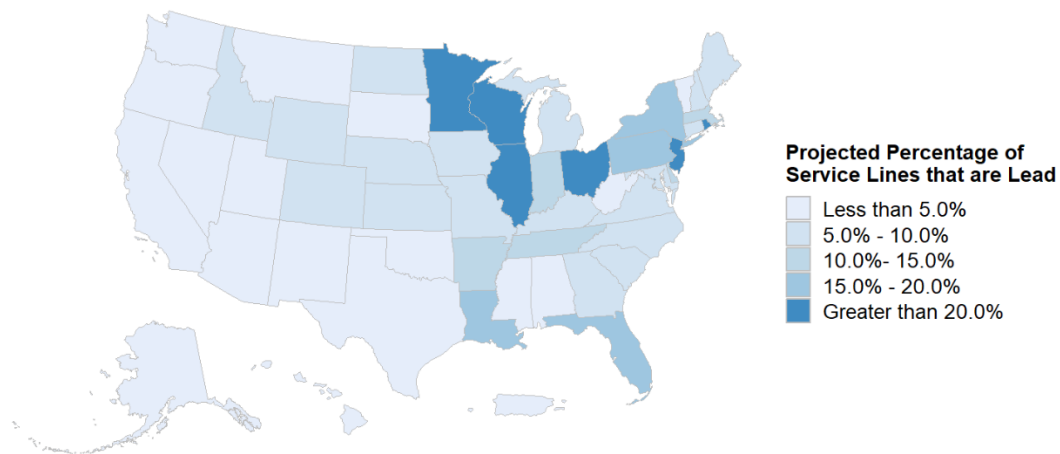 Projected Percentage of
Service Lines that are Lead
Less than 5.0%
5.0% - 10.0%
10.0%- 15.0%
15.0% - 20.0%
Greater than 20.0%